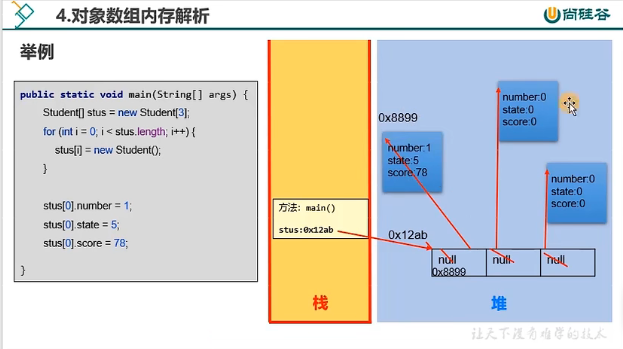 4.对象数组内存解析
尚硅谷
举例
public static void main(String[] args) {
Student[] stus = new Student[3];
for (int i = 0; i < stus.length; i++) {
stus[i] = new Student();
}
stus[0].number = 1;
stus[0].state = 5;
stus[0].score = 78;
}
方法: main()
stus:0x12ab
栈
0x8899
number:1
state:5
score:78
number:0
state:0
score:0
number:0
state:0
score:0
0x12ab
null
null
null
0x8899
堆
让天下没有难学的技术